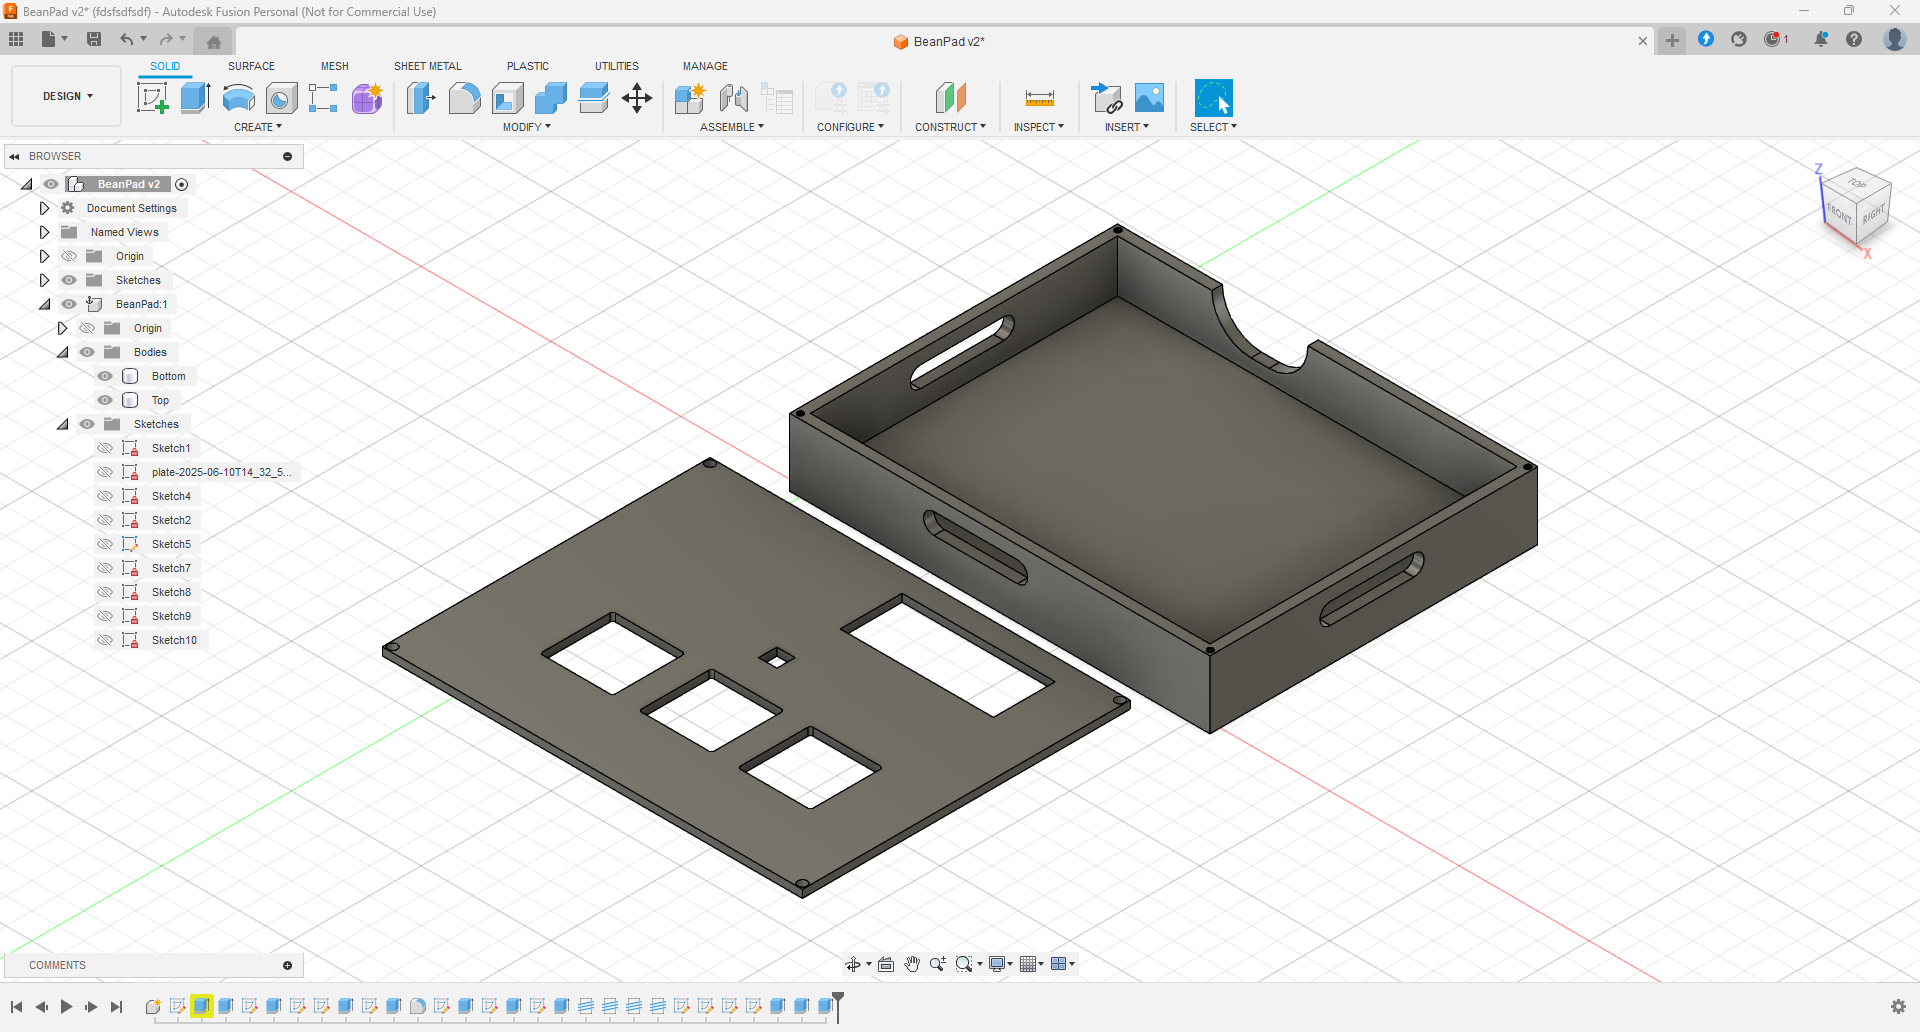 BeanPad v2* (fdsfsdfsdf) - Autodesk Fusion Personal (Not for Commercial Use)
BeanPad v2*
1
DESIGN
SOLID SURFACE MESH SHEET METAL PLASTIC UTILITIES MANAGE
CREATE MODIFY ASSEMBLE CONFIGURE CONSTRUCT INSPECT INSERT SELECT
BROWSER
BeanPad v2
Document Settings
Named Views
Origin
Sketches
BeanPad:1
Origin
Bodies
Bottom
Top
Sketches
Sketch1
plate-2025-06-10T14_32_5...
Sketch4
Sketch2
Sketch5
Sketch7
Sketch8
Sketch9
Sketch10
Z
TOP
FRONT
RIGHT
X
COMMENTS